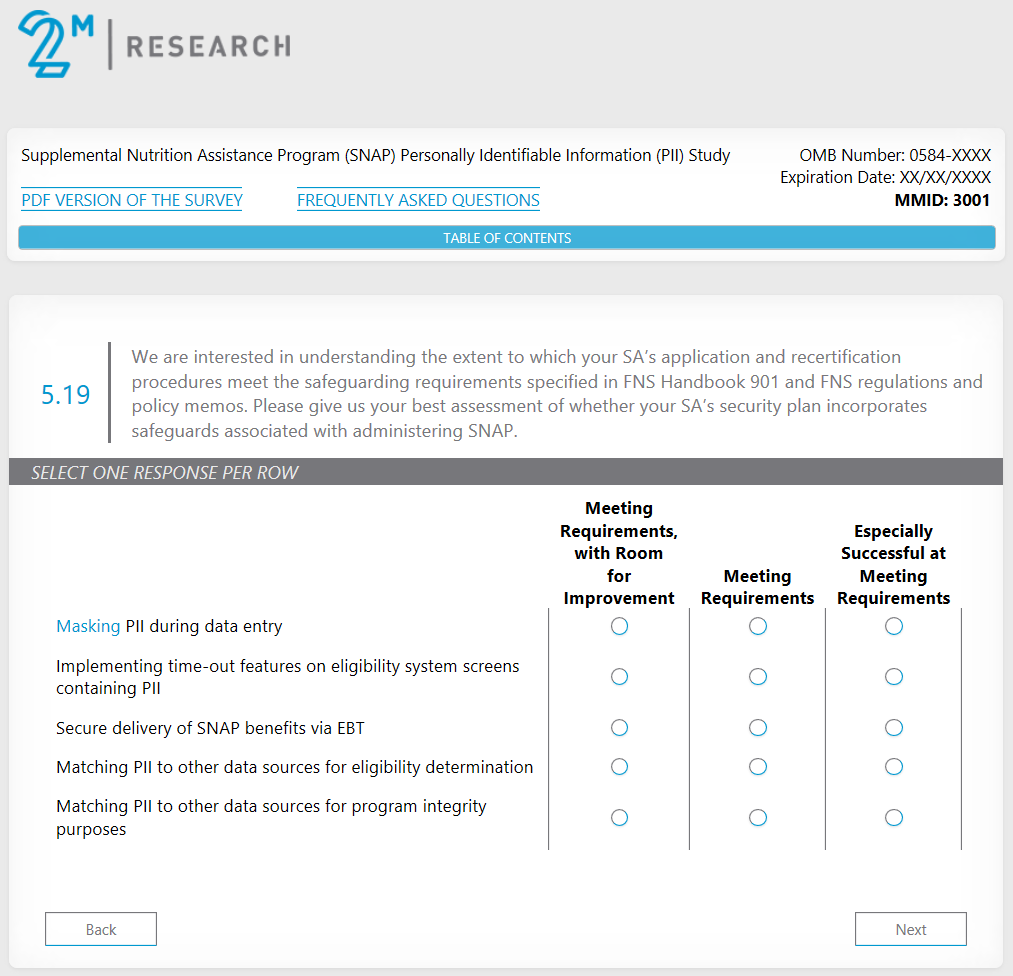 2M | RESEARCH
Supplemental Nutrition Assistance Program (SNAP) Personally Identifiable Information (PII) Study
OMB Number: 0584-XXXX
Expiration Date: XX/XX/XXXX
PDF VERSION OF THE SURVEY
FREQUENTLY ASKED QUESTIONS
MMID: 3001
TABLE OF CONTENTS
5.19
We are interested in understanding the extent to which your SA's application and recertification
procedures meet the safeguarding requirements specified in FNS Handbook 901 and FNS regulations and
policy memos. Please give us your best assessment of whether your SA's security plan incorporates
safeguards associated with administering SNAP.
SELECT ONE RESPONSE PER ROW
Meeting
Requirements,
with Room
for
Improvement
Meeting
Requirements
Especially
Successful at
Meeting
Requirements
Masking PII during data entry
Implementing time-out features on eligibility system screens
containing PII
Secure delivery of SNAP benefits via EBT
Matching PII to other data sources for eligibility determination
Matching PII to other data sources for program integrity
purposes
Back
Next